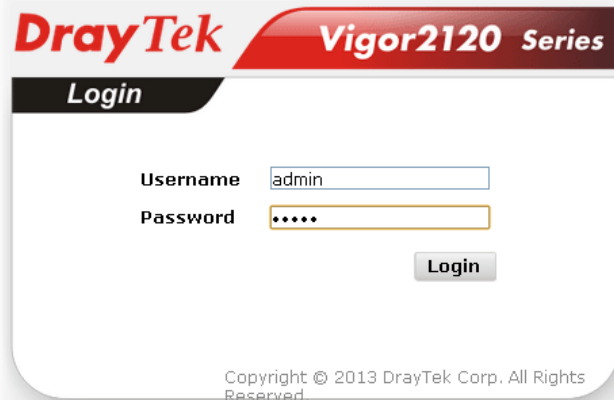 DrayTek Vigor2120 Series
Login
Username admin
Password •••••
Login
Copyright © 2013 DrayTek Corp. All Rights
Reserved.